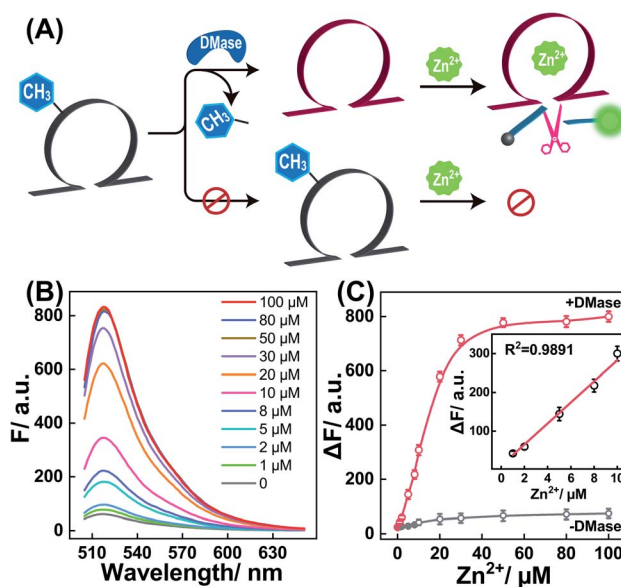 (A)
DMase
CH₃
CH₃
Zn²⁺
Zn²⁺
CH₃
Zn²⁺
(B)
800
600
400
200
0
F/ a.u.
510 540 570 600 630
Wavelength/ nm
100 μM
80 μM
50 μM
30 μM
20 μM
10 μM
8 μM
5 μM
2 μM
1 μM
0
(C)
+DMase
800
600
400
200
0
ΔF/ a.u.
0 20 40 60 80 100
Zn²⁺/ μM
-DMase
R²=0.9891
300
200
100
ΔF/ a.u.
0 2 4 6 8 10
Zn²⁺/ μM